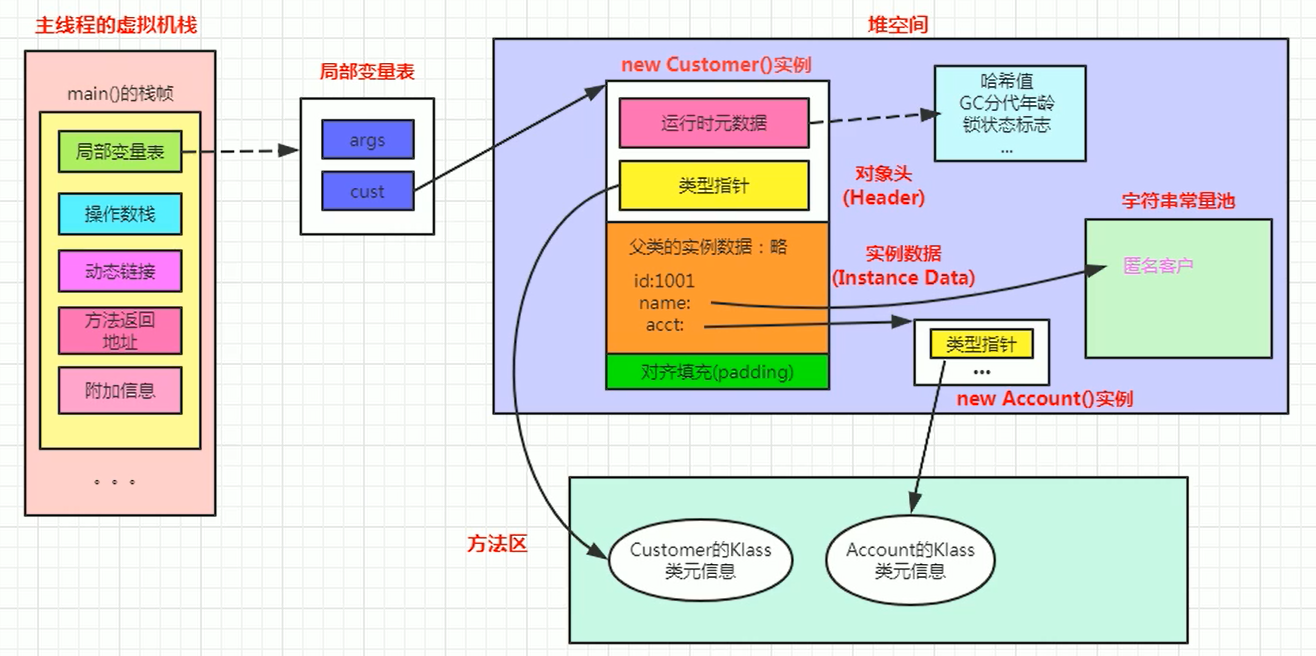 主线程的虚拟机栈
main()的栈帧
局部变量表
操作数栈
动态链接
方法返回
地址
附加信息
。。。
局部变量表
args
cust
堆空间
new Customer()实例
运行时元数据
类型指针
对象头
(Header)
哈希值
GC分代年龄
锁状态标志
...
父类的实例数据：略
id:1001
name:
acct:
实例数据
(Instance Data)
对齐填充(padding)
字符串常量池
匿名客户
类型指针
...
new Account()实例
方法区
Customer的Klass
类元信息
Account的Klass
类元信息